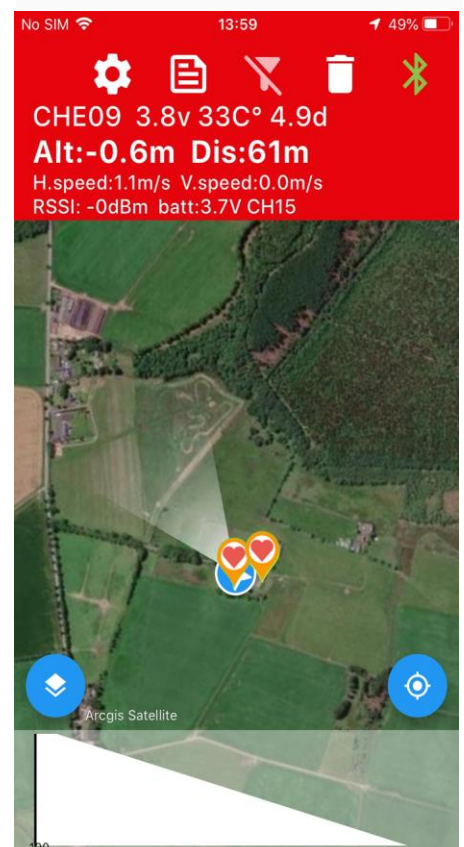 No SIM 13:59 49%
CHE09 3.8v 33C° 4.9d
Alt:-0.6m Dis:61m
H.speed:1.1m/s V.speed:0.0m/s
RSSI: -0dBm batt:3.7V CH15
Arcgis Satellite